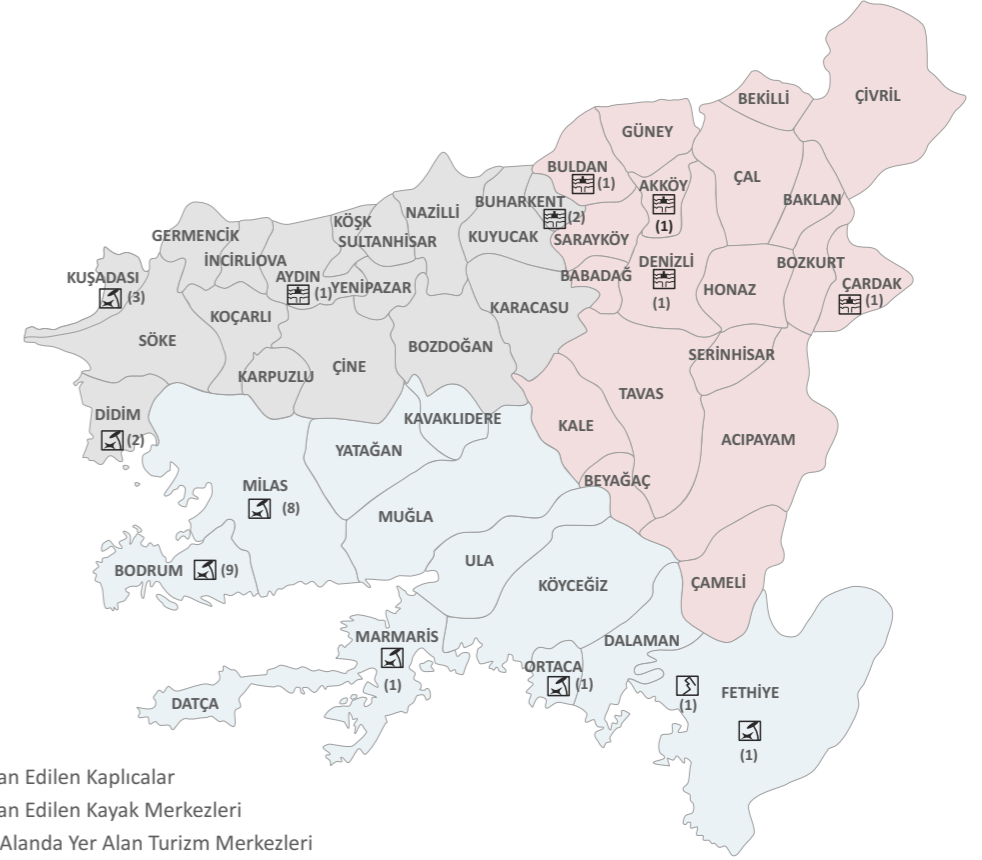 ÇİVRİL
BEKİLLİ
GÜNEY
BULDAN
(1)
AKKÖY
(1)
ÇAL
BAKLAN
BUHARKENT
(2)
NAZİLLİ
KÖŞK
SULTANHİSAR
KUYUCAK
SARAYKÖY
GERMENCİK
İNCİRLİOVA
KUŞADASI
(3)
AYDIN
(1)
YENİPAZAR
BABADAĞ
DENİZLİ
(1)
HONAZ
BOZKURT
ÇARDAK
(1)
KARACASU
KOÇARLI
SÖKE
BOZDOĞAN
SERİNHİSAR
KARPUZLU
ÇİNE
TAVAS
DİDİM
(2)
KAVAKLIDERE
KALE
ACIPAYAM
YATAĞAN
BEYAĞAÇ
MİLAS
(8)
MUĞLA
BODRUM
(9)
ULA
KÖYCEĞİZ
ÇAMELİ
MARMARİS
(1)
DALAMAN
ORTACA
(1)
DATÇA
(1)
FETHİYE
(1)
an Edilen Kaplıcalar
an Edilen Kayak Merkezleri
Alanda Yer Alan Turizm Merkezleri